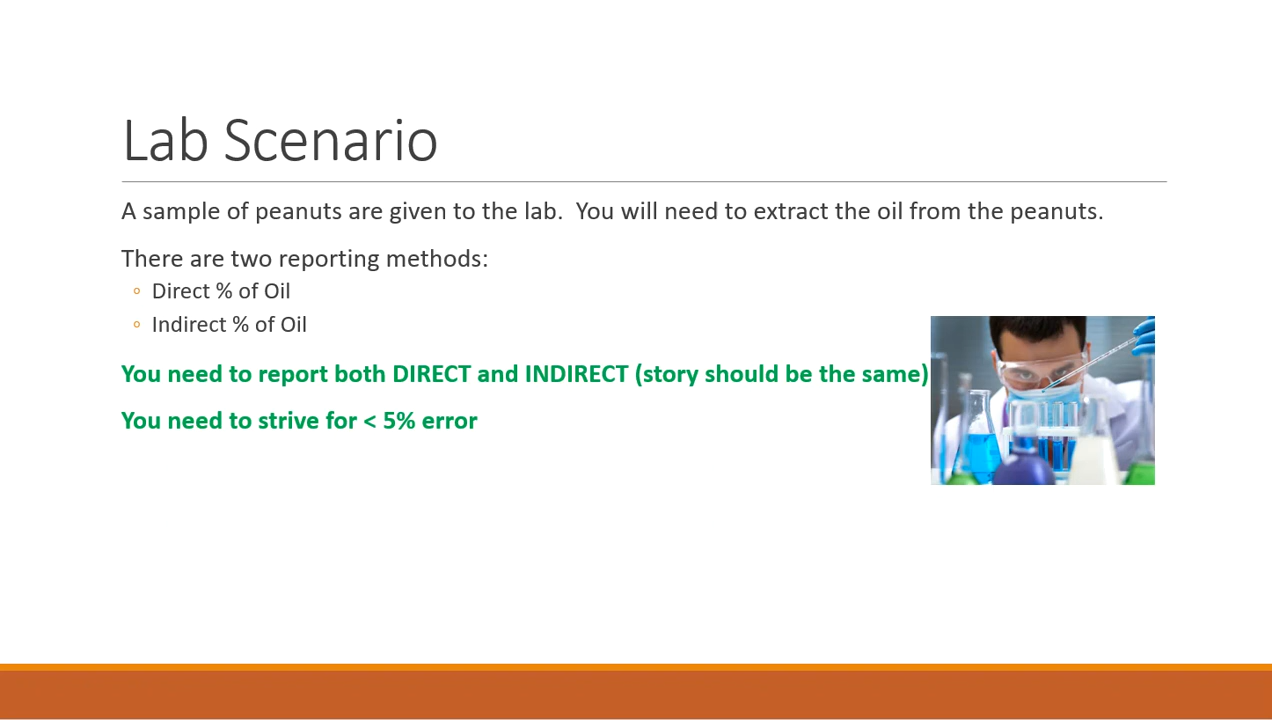 Lab Scenario
A sample of peanuts are given to the lab.  You will need to extract the oil from the peanuts.
There are two reporting methods:
◦ Direct % of Oil
◦ Indirect % of Oil
You need to report both DIRECT and INDIRECT (story should be the same)
You need to strive for < 5% error